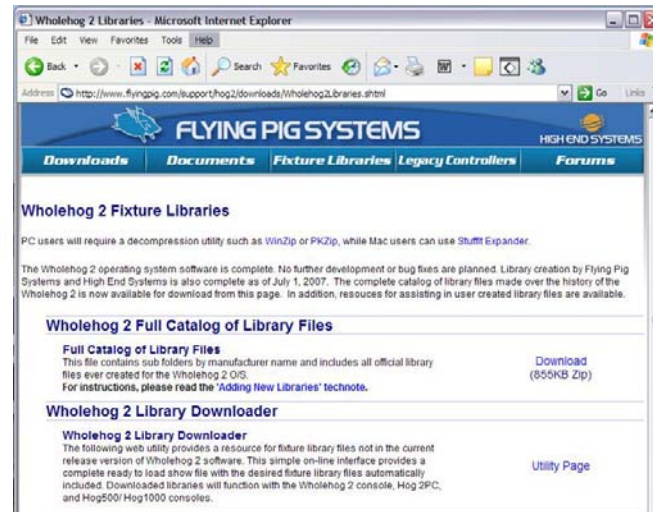 Wholehog 2 Libraries - Microsoft Internet Explorer
File Edit View Favorites Tools Help
Back Search Favorites
Address http://www.flyingpig.com/support/hog2/downloads/Wholehog2Libraries.shtml Go Links
FLYING PIG SYSTEMS
HIGH END SYSTEMS
Downloads Documents Fixture Libraries Legacy Controllers Forums
Wholehog 2 Fixture Libraries
PC users will require a decompression utility such as WinZip or PKZip, while Mac users can use Stuffit Expander.
The Wholehog 2 operating system software is complete. No further development or bug fixes are planned. Library creation by Flying Pig
Systems and High End Systems is also complete as of July 1, 2007. The complete catalog of library files made over the history of the
Wholehog 2 is now available for download from this page. In addition, resouces for assisting in user created library files are available.
Wholehog 2 Full Catalog of Library Files
Full Catalog of Library Files
This file contains sub folders by manufacturer name and includes all official library
files ever created for the Wholehog 2 O/S.
For instructions, please read the 'Adding New Libraries' technote.
Download
(855KB Zip)
Wholehog 2 Library Downloader
Wholehog 2 Library Downloader
The following web utility provides a resource for fixture library files not in the current
release version of Wholehog 2 software. This simple on-line interface provides a
complete ready to load show file with the desired fixture library files automatically
included. Downloaded libraries will function with the Wholehog 2 console, Hog 2PC,
and Hog500/ Hog1000 consoles.
Utility Page